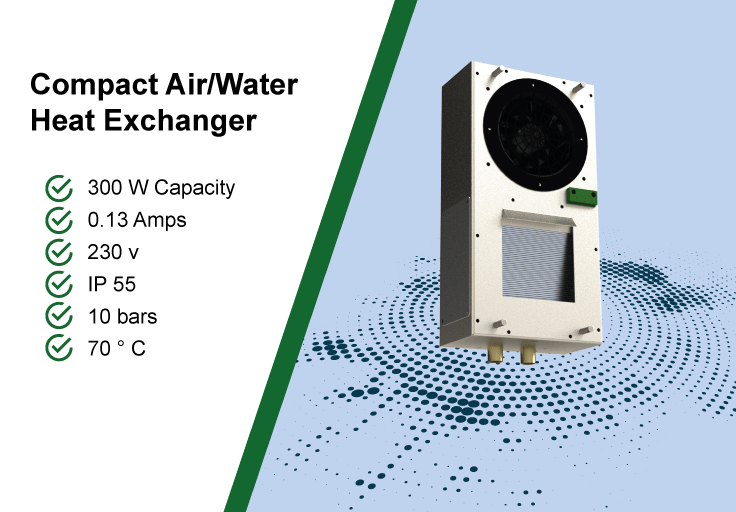 Compact Air/Water
Heat Exchanger
300 W Capacity
0.13 Amps
230 v
IP 55
10 bars
70 ° C